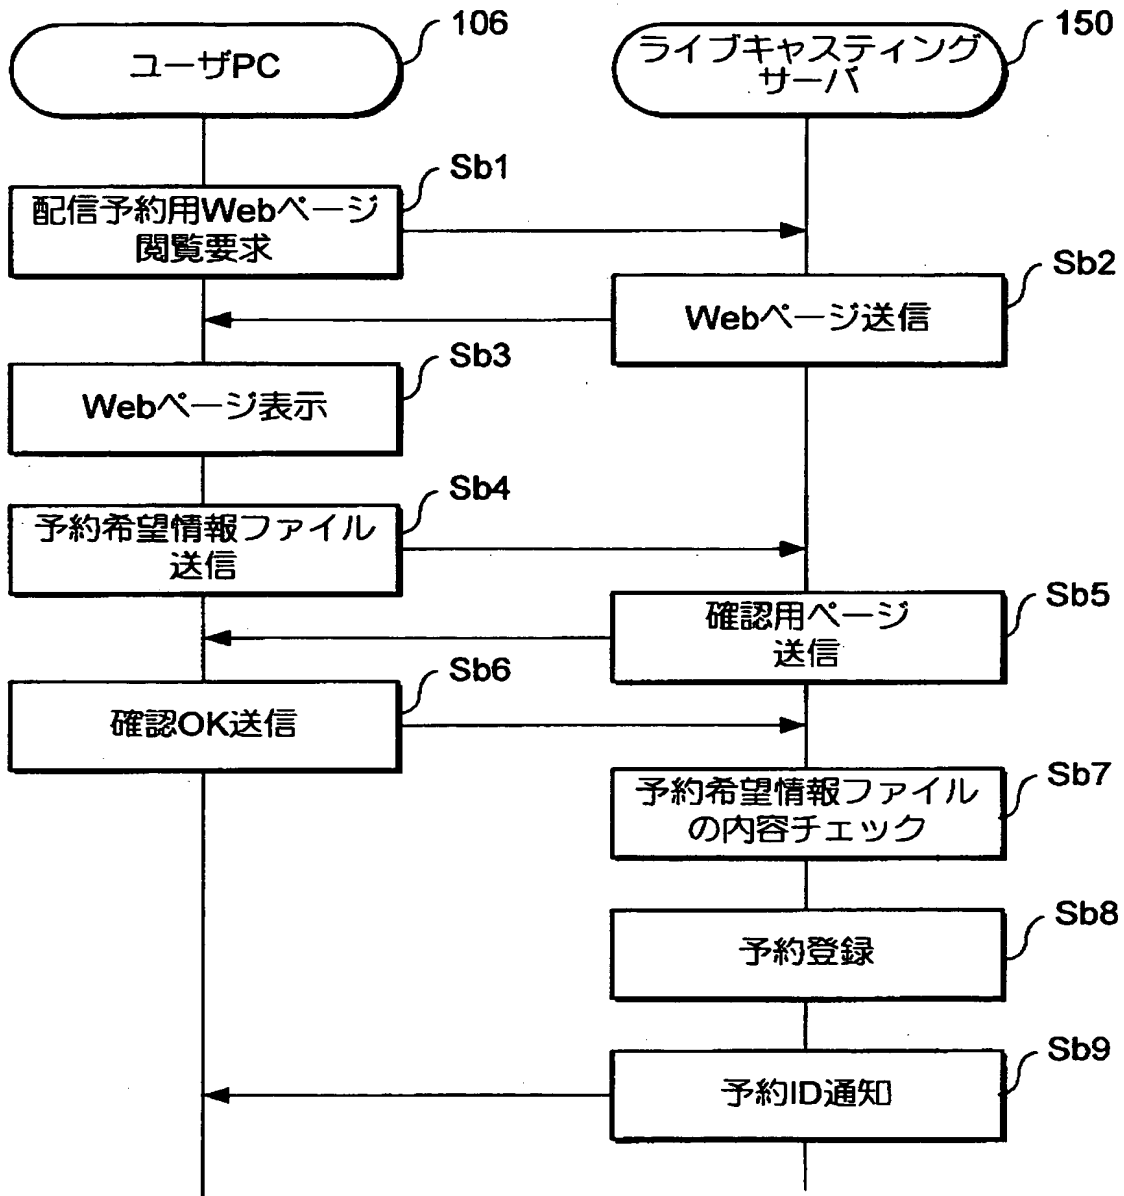 ユーザPC
106
ライブキャスティング
サーバ
150
配信予約用Webページ
閲覧要求
Sb1
Webページ送信
Sb2
Webページ表示
Sb3
予約希望情報ファイル
送信
Sb4
確認用ページ
送信
Sb5
確認OK送信
Sb6
予約希望情報ファイル
の内容チェック
Sb7
予約登録
Sb8
予約ID通知
Sb9